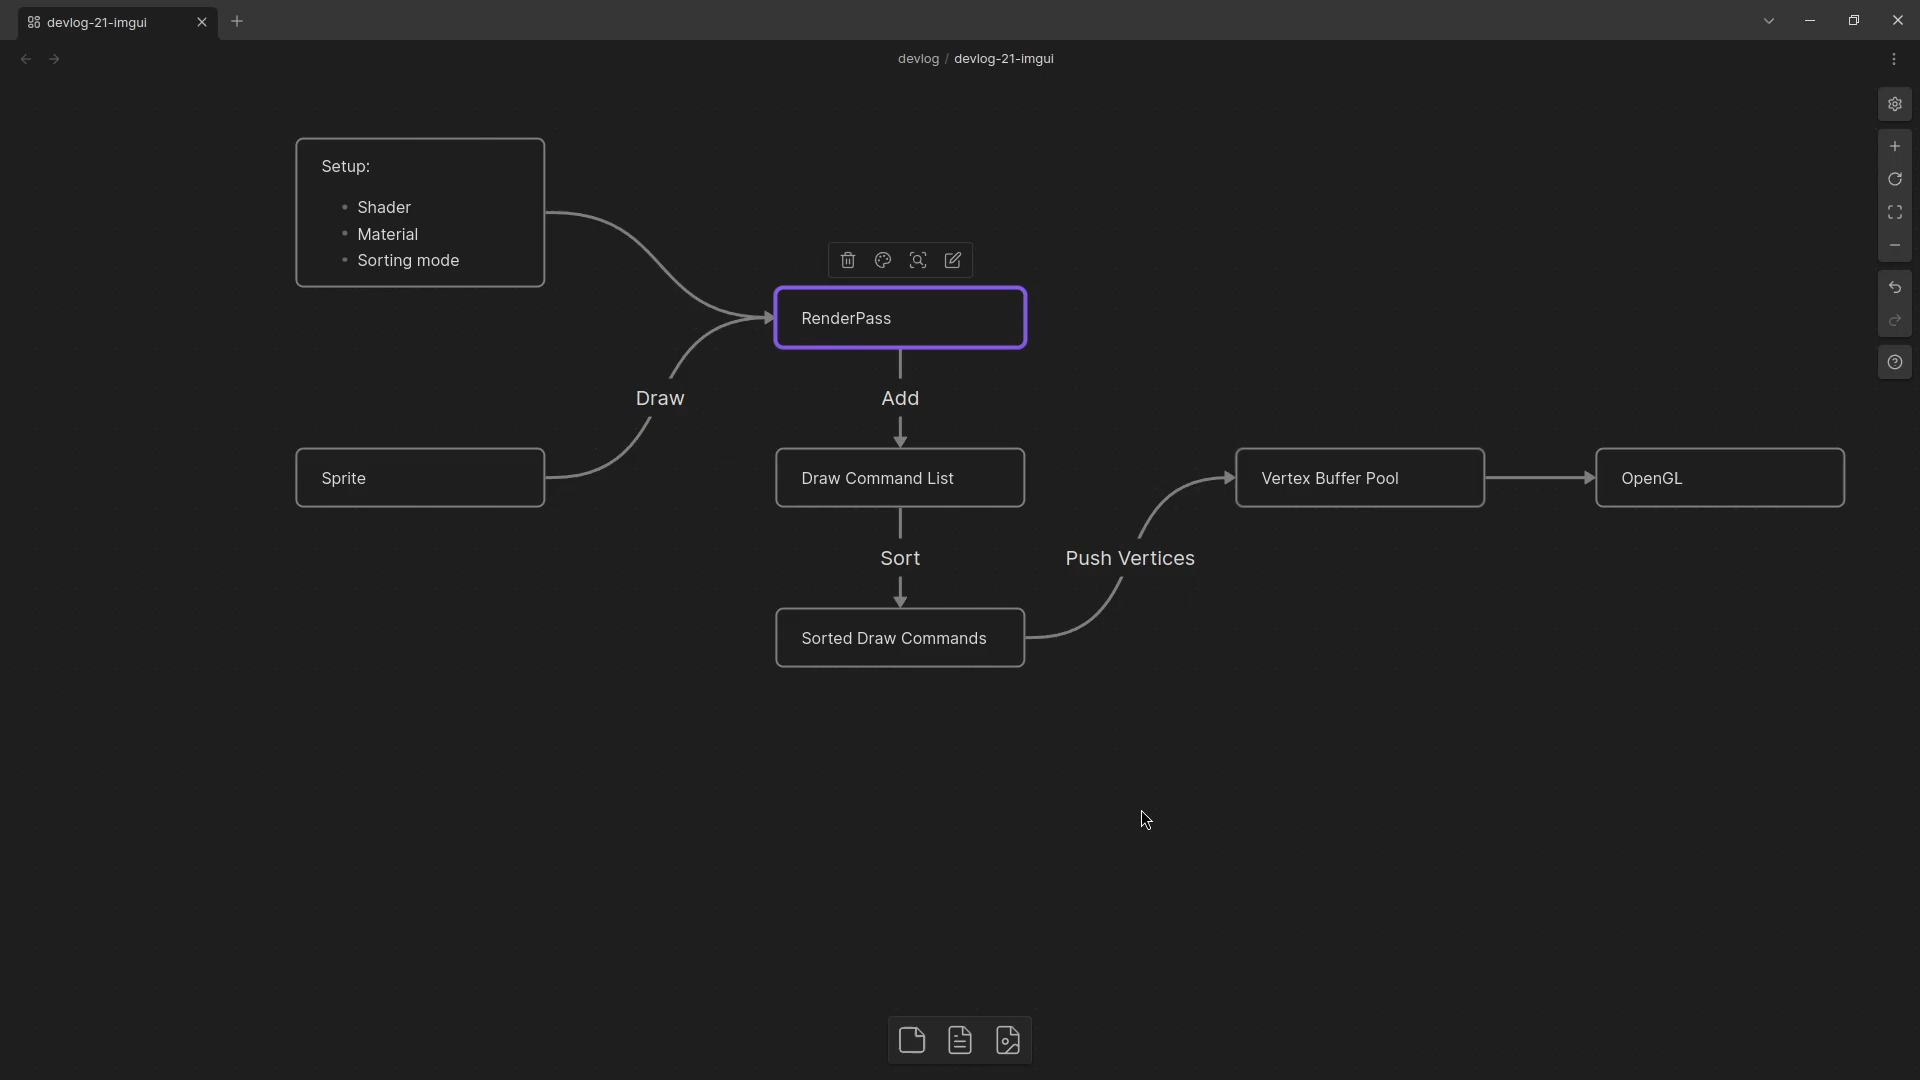 devlog-21-imgui
devlog / devlog-21-imgui
Setup:
Shader
Material
Sorting mode
RenderPass
Draw
Add
Sprite
Draw Command List
Vertex Buffer Pool
OpenGL
Sort
Push Vertices
Sorted Draw Commands